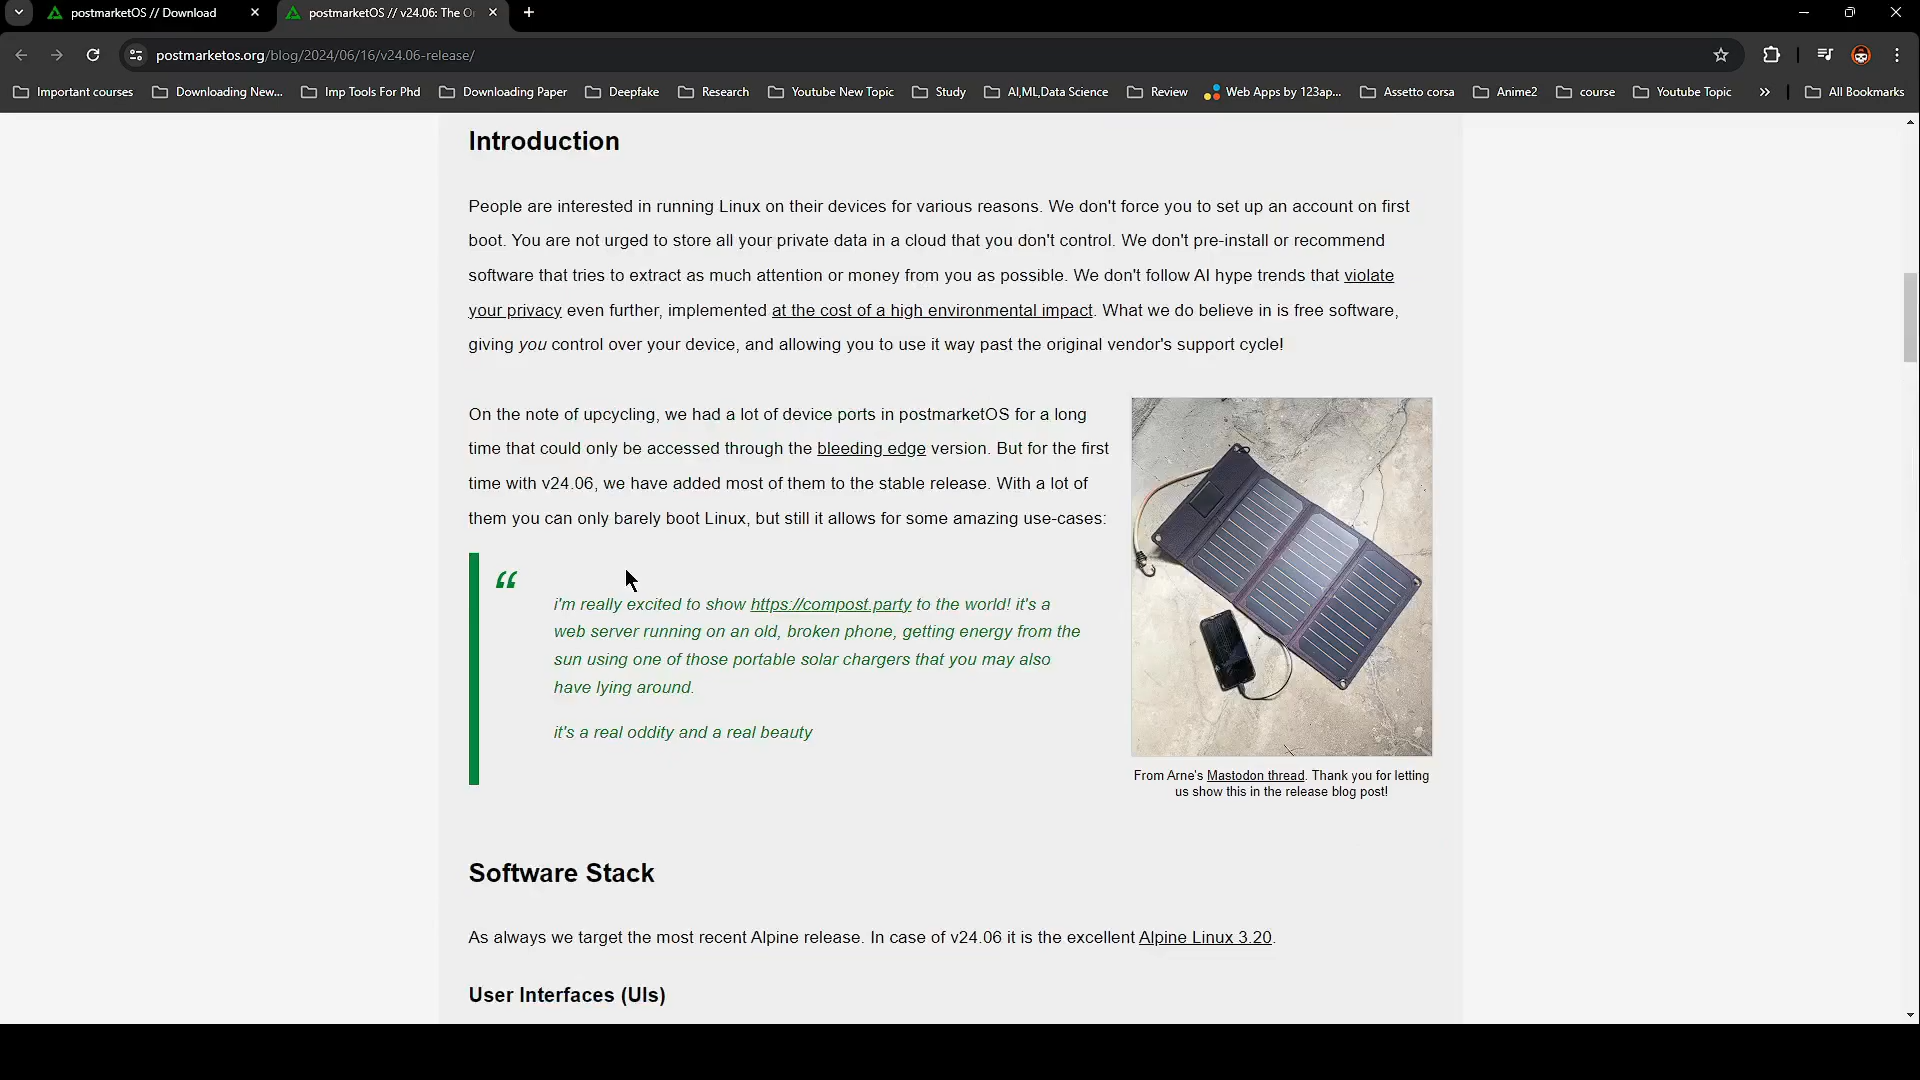 postmarketOS // Download
postmarketOS // v24.06: The O
postmarketos.org/blog/2024/06/16/v24.06-release/
Important courses
Downloading New...
Imp Tools For Phd
Downloading Paper
Deepfake
Research
Youtube New Topic
Study
AI,ML,Data Science
Review
Web Apps by 123ap...
Assetto corsa
Anime2
course
Youtube Topic
All Bookmarks
Introduction
People are interested in running Linux on their devices for various reasons. We don't force you to set up an account on first
boot. You are not urged to store all your private data in a cloud that you don't control. We don't pre-install or recommend
software that tries to extract as much attention or money from you as possible. We don't follow AI hype trends that violate
your privacy even further, implemented at the cost of a high environmental impact. What we do believe in is free software,
giving you control over your device, and allowing you to use it way past the original vendor's support cycle!
On the note of upcycling, we had a lot of device ports in postmarketOS for a long
time that could only be accessed through the bleeding edge version. But for the first
time with v24.06, we have added most of them to the stable release. With a lot of
them you can only barely boot Linux, but still it allows for some amazing use-cases:
“
i'm really excited to show https://compost.party to the world! it's a
web server running on an old, broken phone, getting energy from the
sun using one of those portable solar chargers that you may also
have lying around.
it's a real oddity and a real beauty
From Arne's Mastodon thread. Thank you for letting
us show this in the release blog post!
Software Stack
As always we target the most recent Alpine release. In case of v24.06 it is the excellent Alpine Linux 3.20.
User Interfaces (UIs)